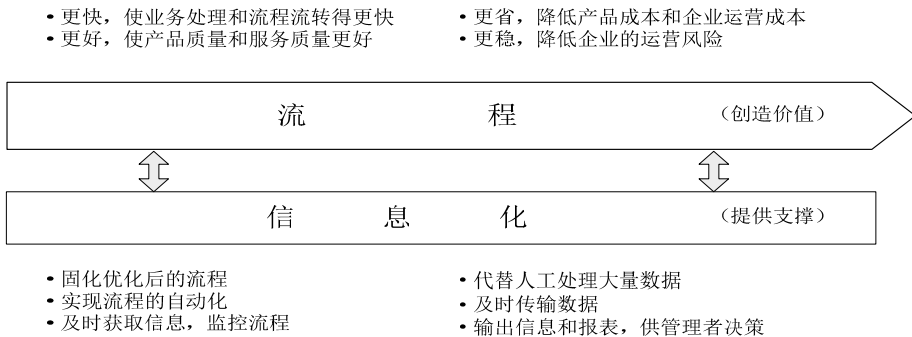 • 更快，使业务处理和流程流转得更快
• 更好，使产品质量和服务质量更好
• 更省，降低产品成本和企业运营成本
• 更稳，降低企业的运营风险
流 程 （创造价值）
信 息 化 （提供支撑）
• 固化优化后的流程
• 实现流程的自动化
• 及时获取信息，监控流程
• 代替人工处理大量数据
• 及时传输数据
• 输出信息和报表，供管理者决策